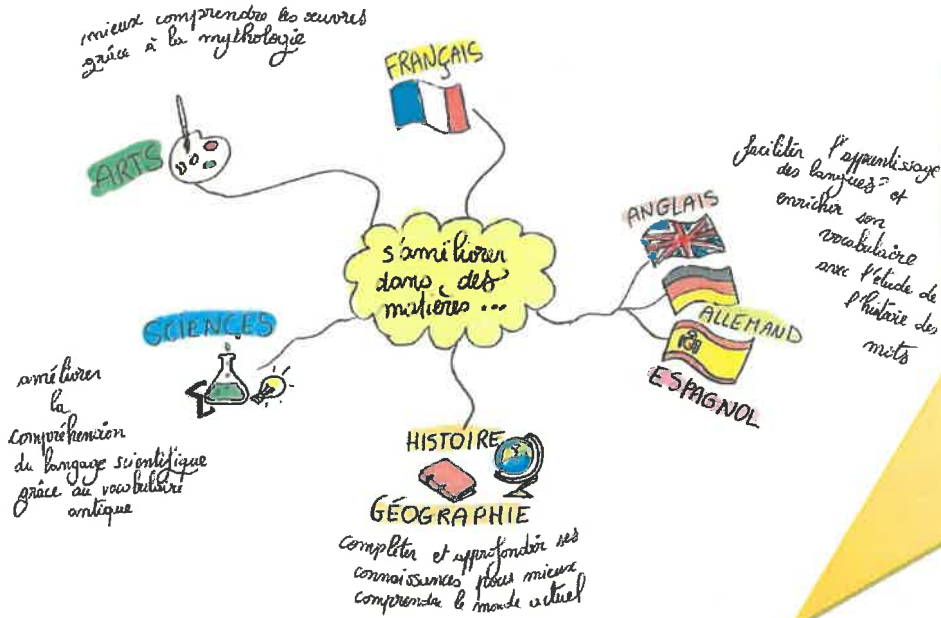 mieux comprendre les œuvres
grâce à la mythologie
ARTS
FRANÇAIS
faciliter l'apprentissage
des langues et
enrichir son
vocabulaire
avec l'étude de
l'histoire des
mots
ANGLAIS
ALLEMAND
ESPAGNOL
s'améliorer
dans des
matières ...
SCIENCES
améliorer
la
compréhension
du langage scientifique
grâce au vocabulaire
antique
HISTOIRE
GÉOGRAPHIE
compléter et approfondir ses
connaissances pour mieux
comprendre le monde actuel